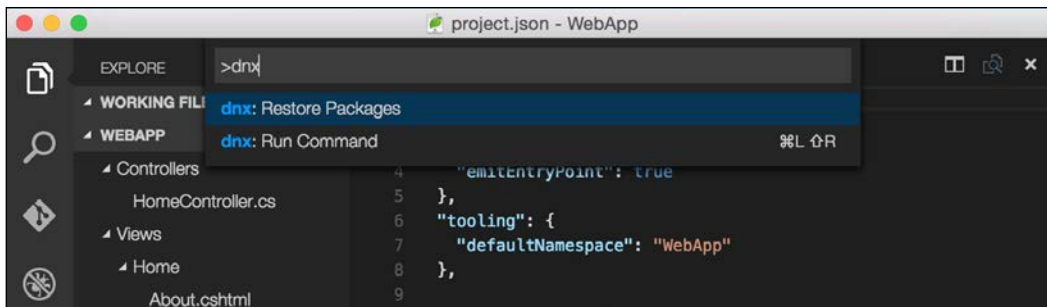 project.json - WebApp
EXPLORE
>dnx
WORKING FIL
dnx: Restore Packages
WEBAPP
dnx: Run Command ⌘L ⇧R
Controllers
4 "emitEntryPoint": true
HomeController.cs
5 },
6 "tooling": {
Views
7 "defaultNamespace": "WebApp"
Home
8 },
About.cshtml
9